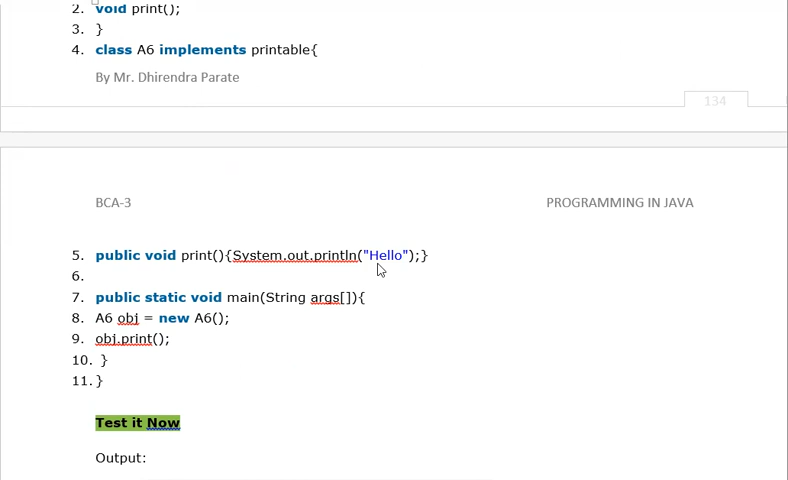 2. void print();
3. }
4. class A6 implements printable{
By Mr. Dhirendra Parate
134
BCA-3 PROGRAMMING IN JAVA
5. public void print(){System.out.println("Hello");}
6.
7. public static void main(String args[]){
8. A6 obj = new A6();
9. obj.print();
10. }
11. }
Test it Now
Output: